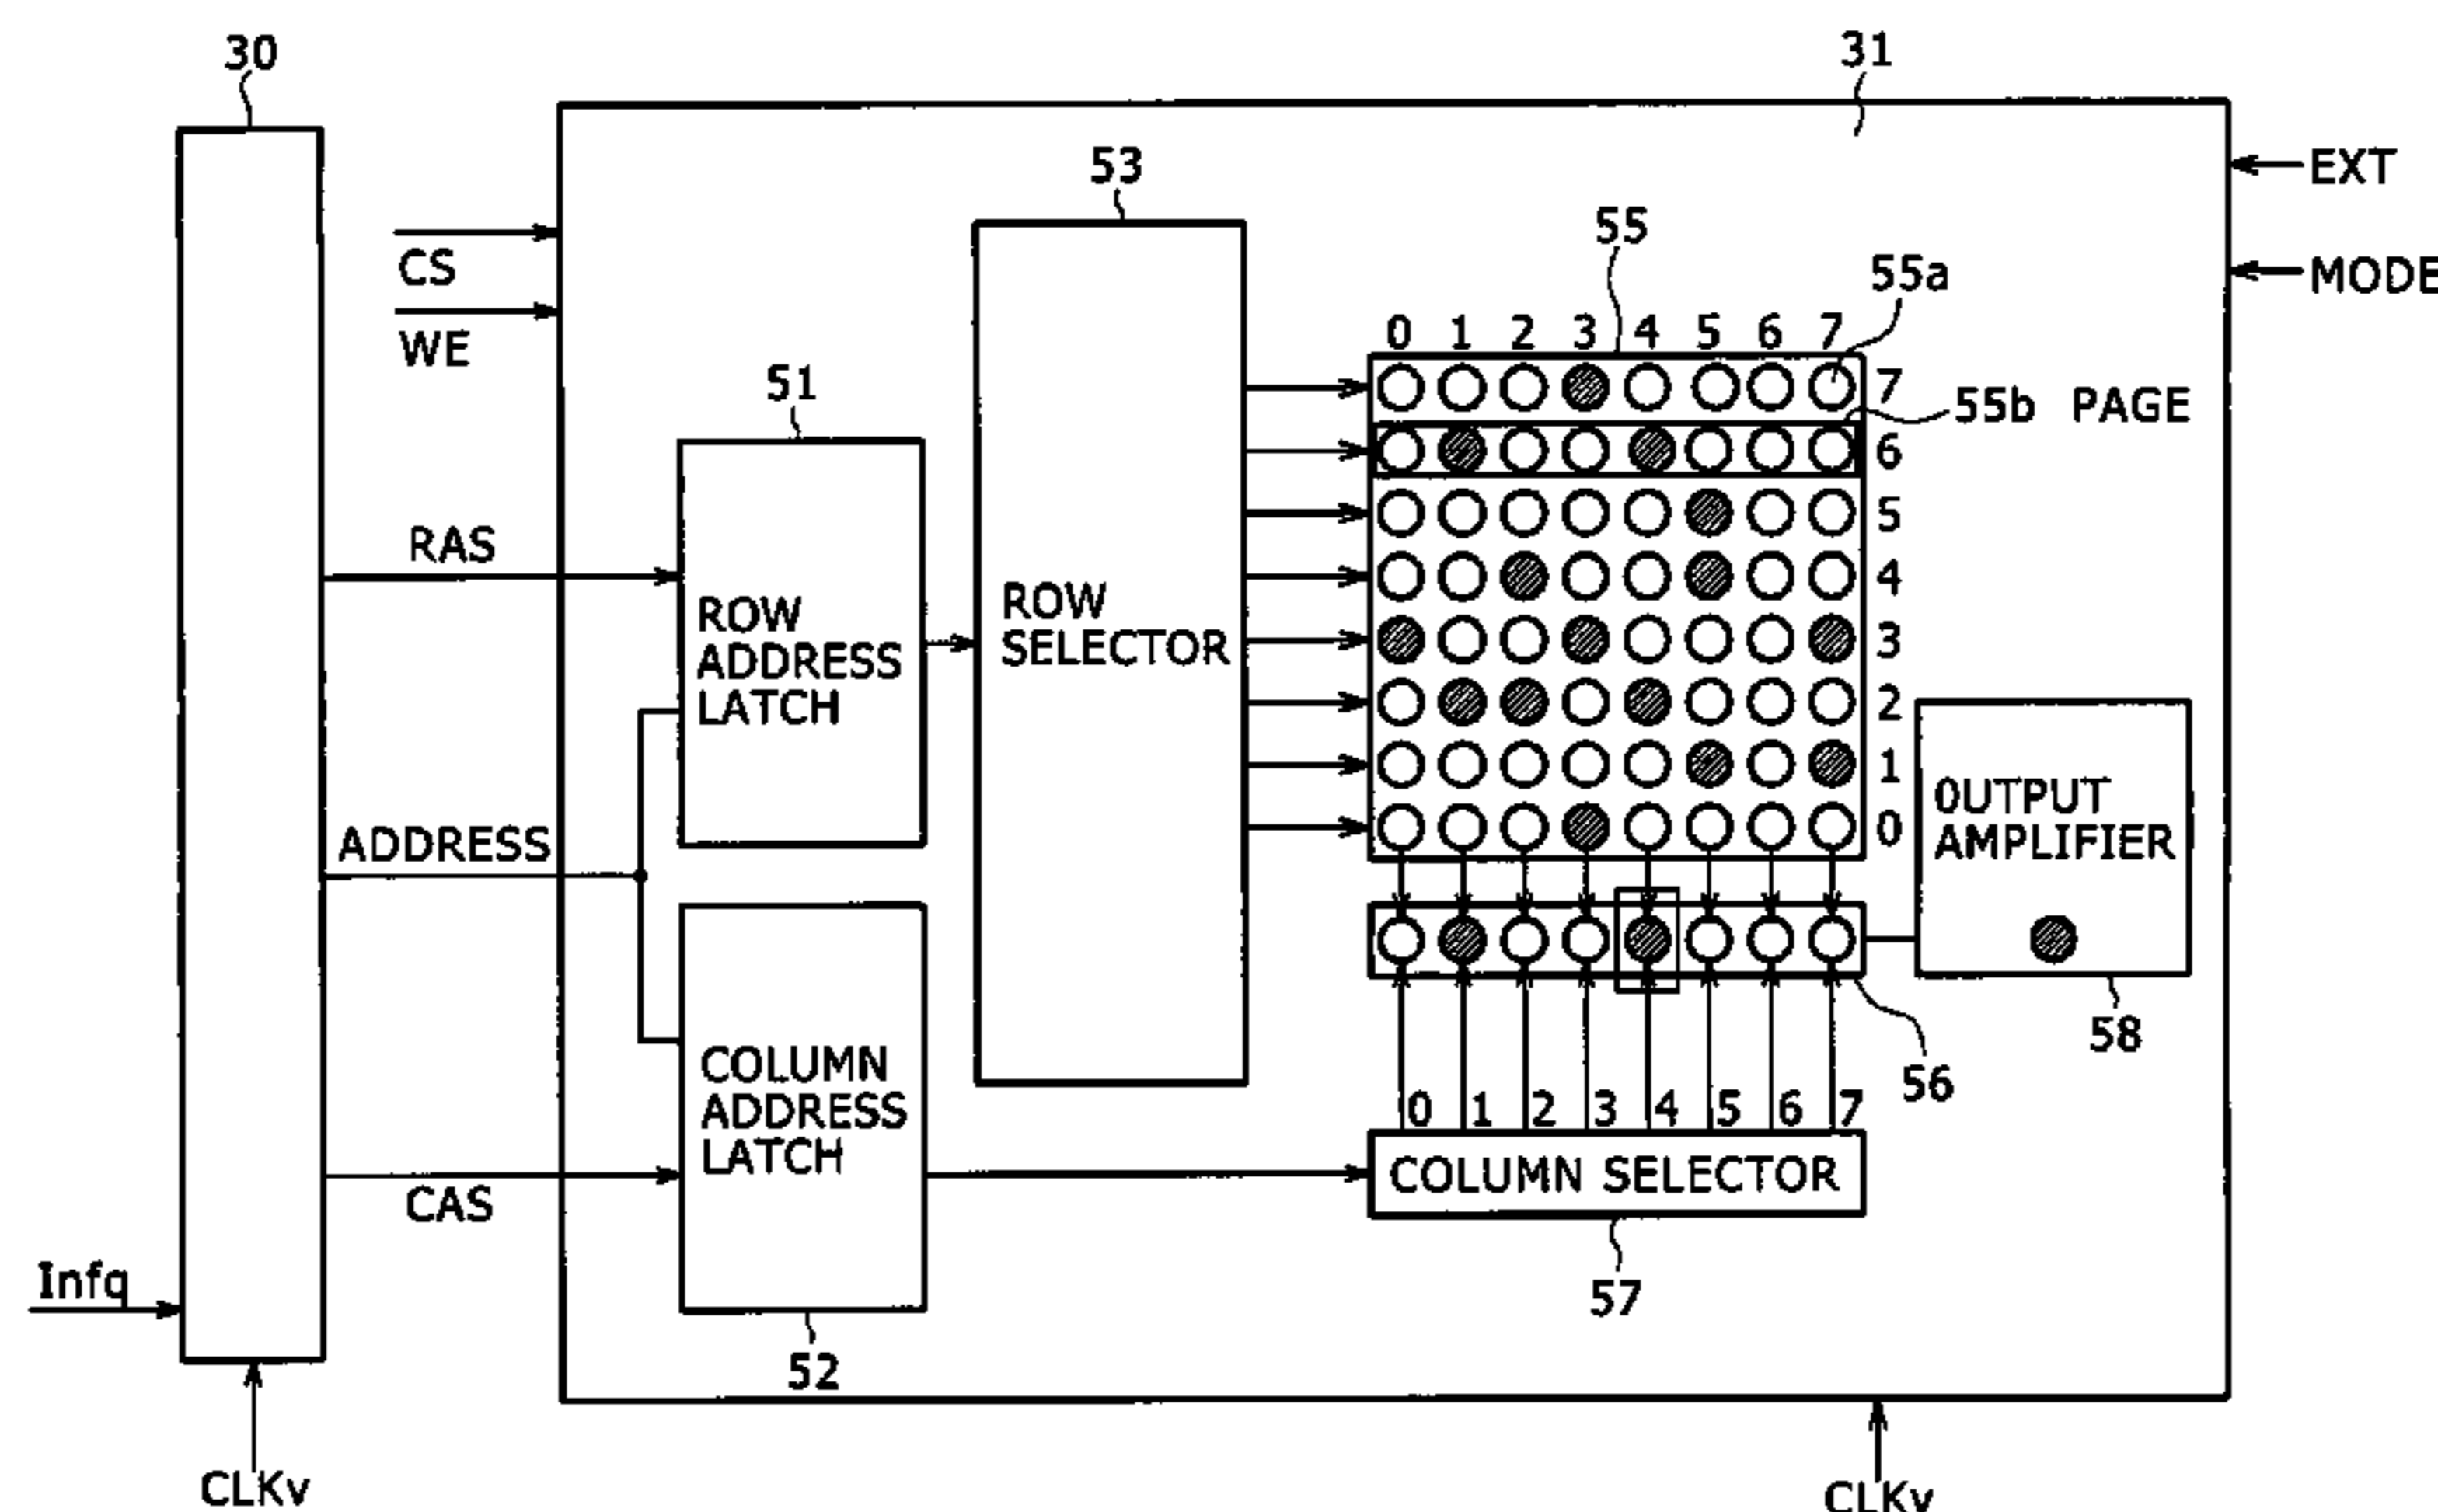 30
31
53
EXT
CS
55
55a
MODE
WE
0 1 2 3 4 5 6 7
51
7
55b PAGE
6
5
RAS
4
ROW
ADDRESS
LATCH
ROW
SELECTOR
3
2
1
0UTPUT
AMPLIFIER
ADDRESS
0
58
COLUMN
ADDRESS
LATCH
56
0 1 2 3 4 5 6 7
COLUMN SELECTOR
CAS
Infq
57
52
CLKv
CLKv